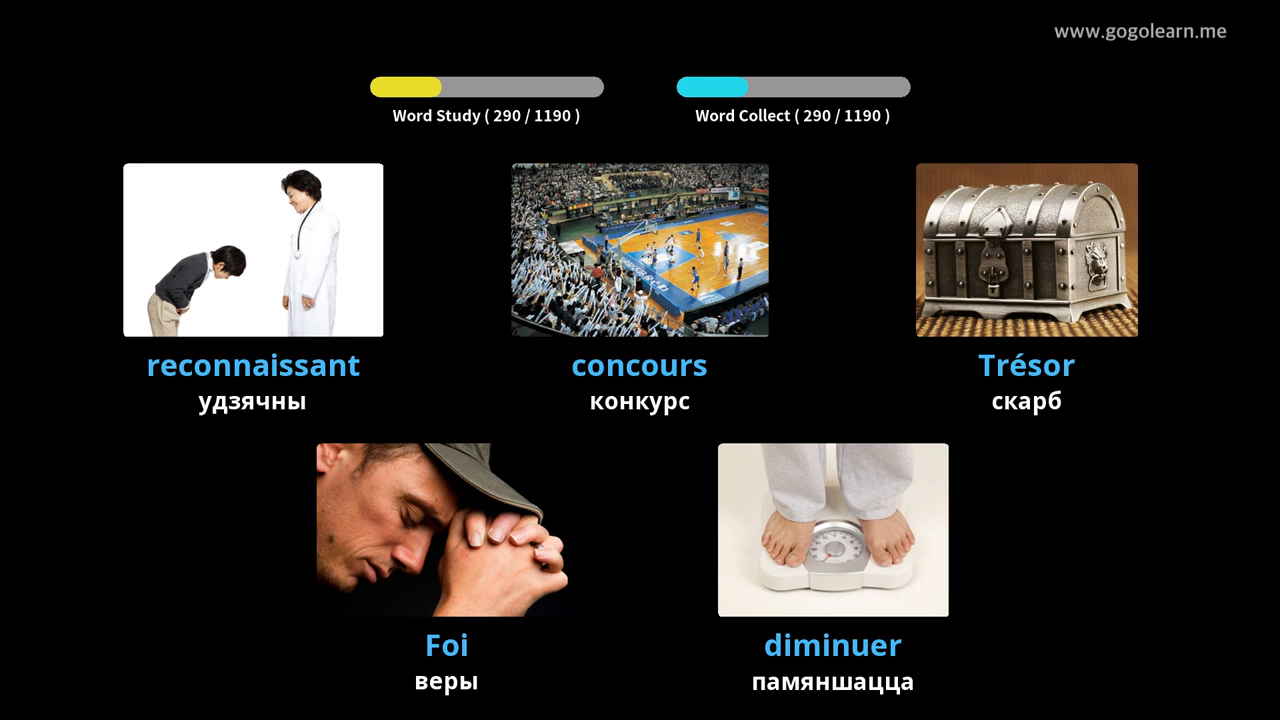 www.gogolearn.me
Word Study ( 290 / 1190 )
Word Collect ( 290 / 1190 )
reconnaissant
удзячны
concours
конкурс
Trésor
скарб
Foi
веры
diminuer
памяншацца